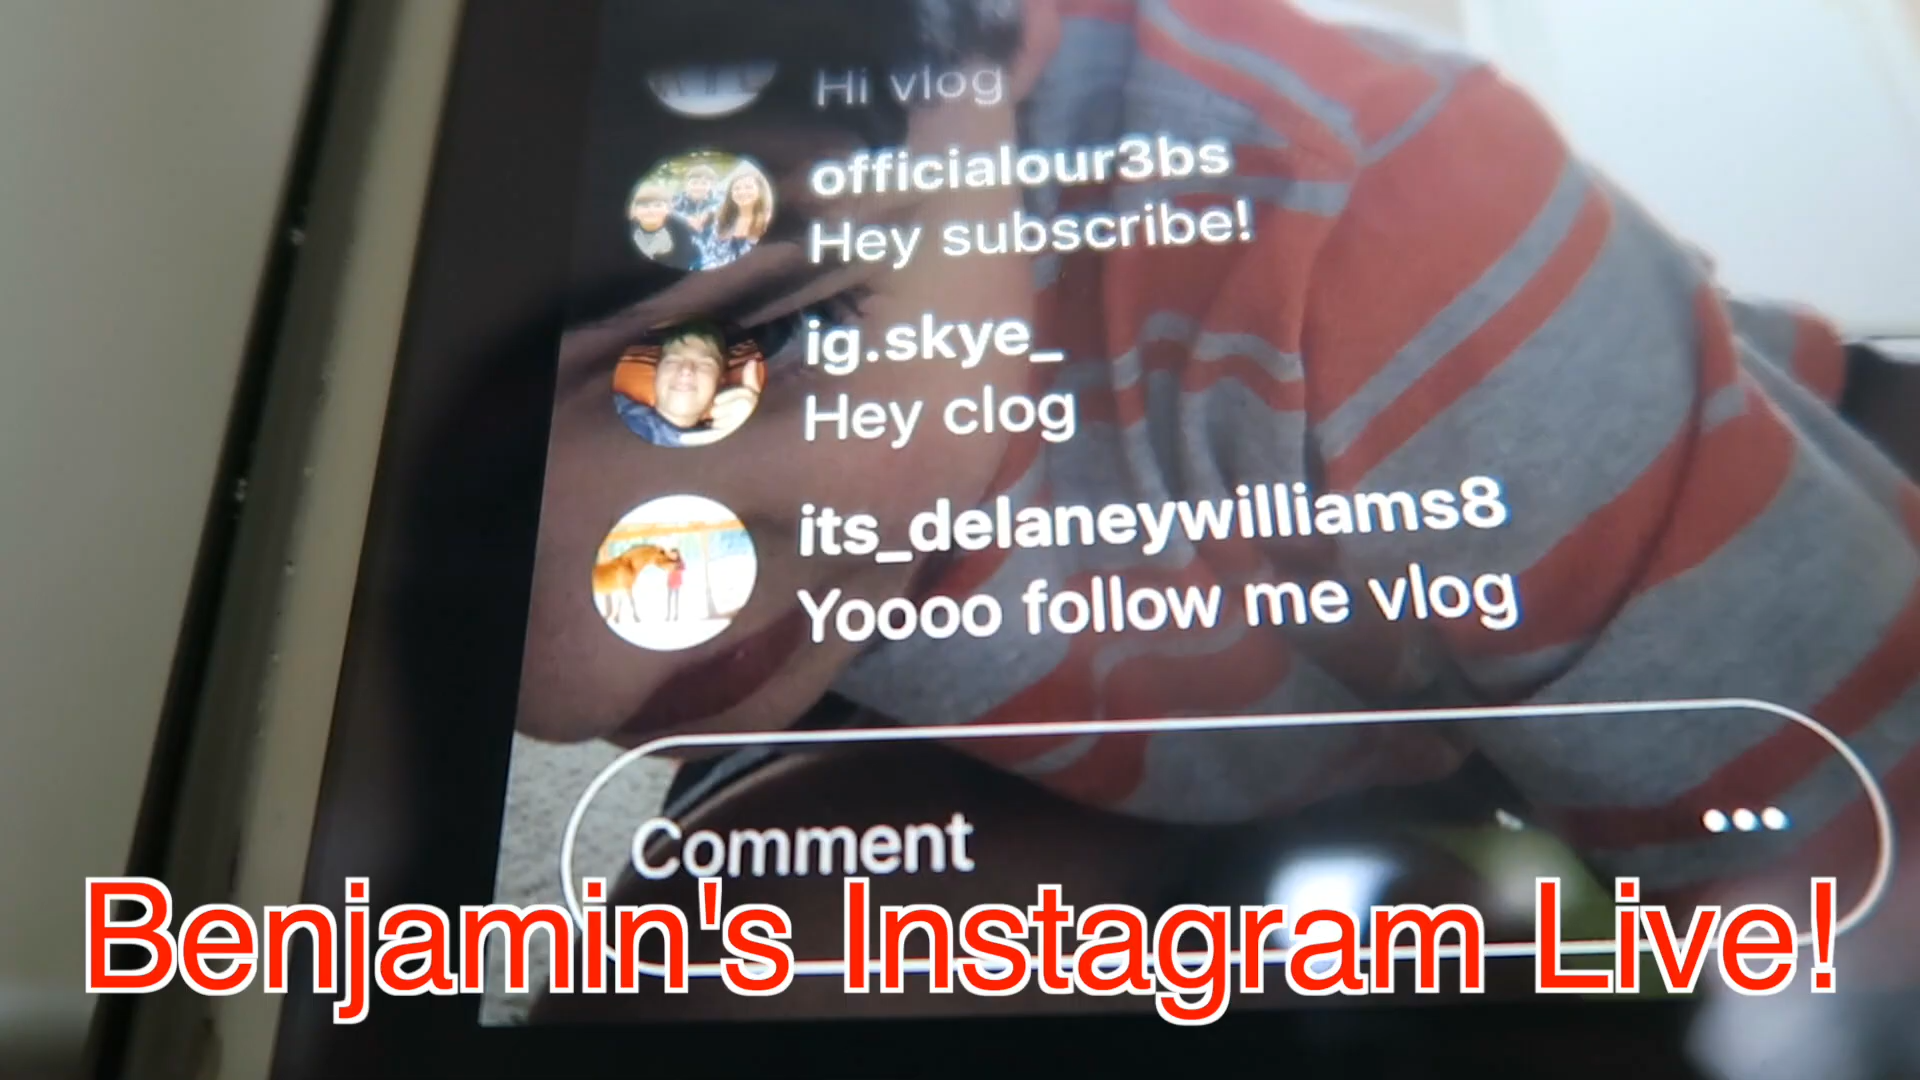 Hi vlog
officialour3bs
Hey subscribe!
ig.skye_
Hey clog
its_delaneywilliams8
Yoooo follow me vlog
Comment
Benjamin's Instagram Live!